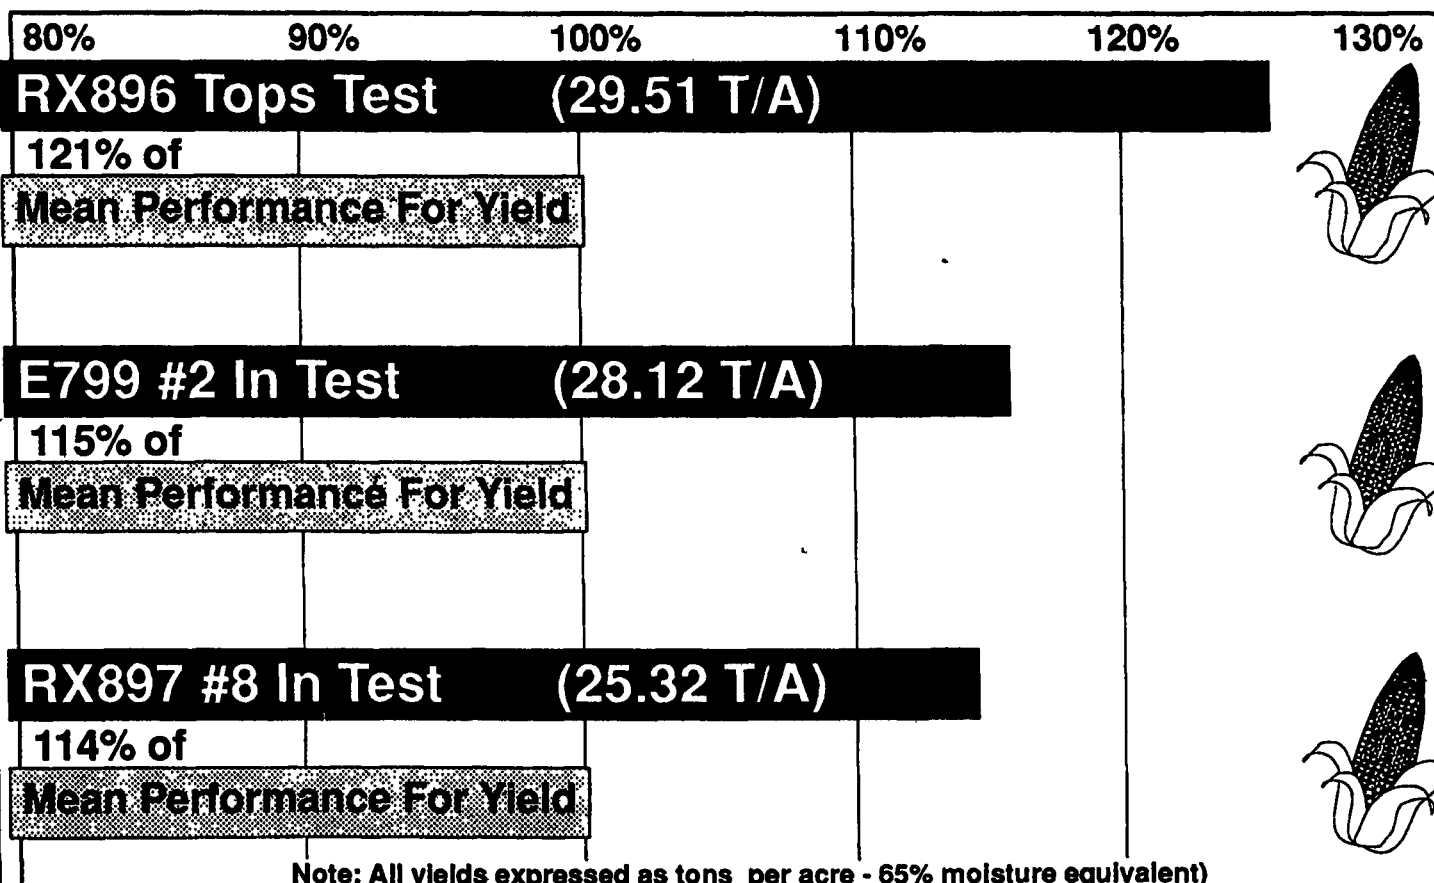 80% 90% 100% 110% 120% 130%
RX896 Tops Test (29.51 T/A)
121% of
Mean Performance For Yield
E799 #2 In Test (28.12 T/A)
115% of
Mean Performance For Yield
RX897 #8 In Test (25.32 T/A)
114% of
Mean Performance For Yield
Note: All yields expressed as tons per acre - 65% moisture equivalent)